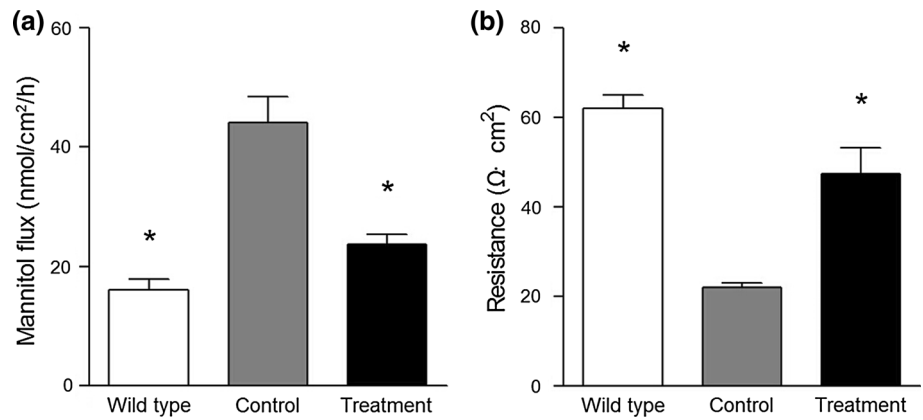 (a)
Mannitol flux (nmol/cm²/h)
60
40
20
0
*
*
Wild type
Control
Treatment
(b)
Resistance (Ω· cm²)
80
60
40
20
0
*
*
Wild type
Control
Treatment